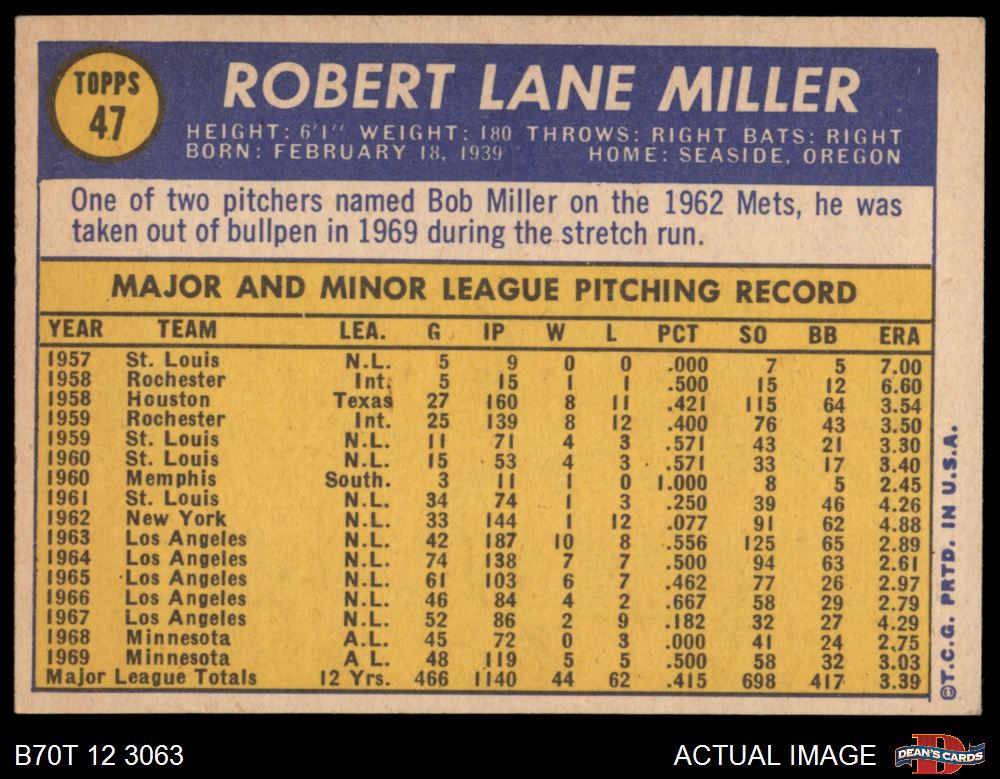 TOPPS
47
ROBERT LANE MILLER
HEIGHT: 6'1" WEIGHT: 180 THROWS: RIGHT BATS: RIGHT
BORN: FEBRUARY 18, 1939 HOME: SEASIDE, OREGON
One of two pitchers named Bob Miller on the 1962 Mets, he was
taken out of bullpen in 1969 during the stretch run.
MAJOR AND MINOR LEAGUE PITCHING RECORD
YEAR TEAM LEA. G IP W L PCT SO BB ERA
1957 St. Louis N.L. 5 9 0 0 .000 7 5 7.00
1958 Rochester Int. 5 15 1 1 .500 15 12 6.60
1958 Houston Texas 27 160 8 11 .421 115 64 3.54
1959 Rochester Int. 25 139 8 12 .400 76 43 3.50
1959 St. Louis N.L. 11 71 4 3 .571 43 21 3.30
1960 St. Louis N.L. 15 53 4 3 .571 33 17 3.40
1960 Memphis South. 3 11 1 0 1.000 8 5 2.45
1961 St. Louis N.L. 34 74 1 3 .250 39 46 4.26
1962 New York N.L. 33 144 1 12 .077 91 62 4.88
1963 Los Angeles N.L. 42 187 10 8 .556 125 65 2.89
1964 Los Angeles N.L. 74 138 7 7 .500 94 63 2.61
1965 Los Angeles N.L. 61 103 6 7 .462 77 26 2.97
1966 Los Angeles N.L. 46 84 4 2 .667 58 29 2.79
1967 Los Angeles N.L. 52 86 2 9 .182 32 27 4.29
1968 Minnesota A.L. 45 72 0 3 .000 41 24 2.75
1969 Minnesota A L. 48 119 5 5 .500 58 32 3.03
Major League Totals 12 Yrs. 466 1140 44 62 .415 698 417 3.39
©T.C.G. PRTD. IN U.S.A.
B70T 12 3063
ACTUAL IMAGE
D
DEAN'S CARDS